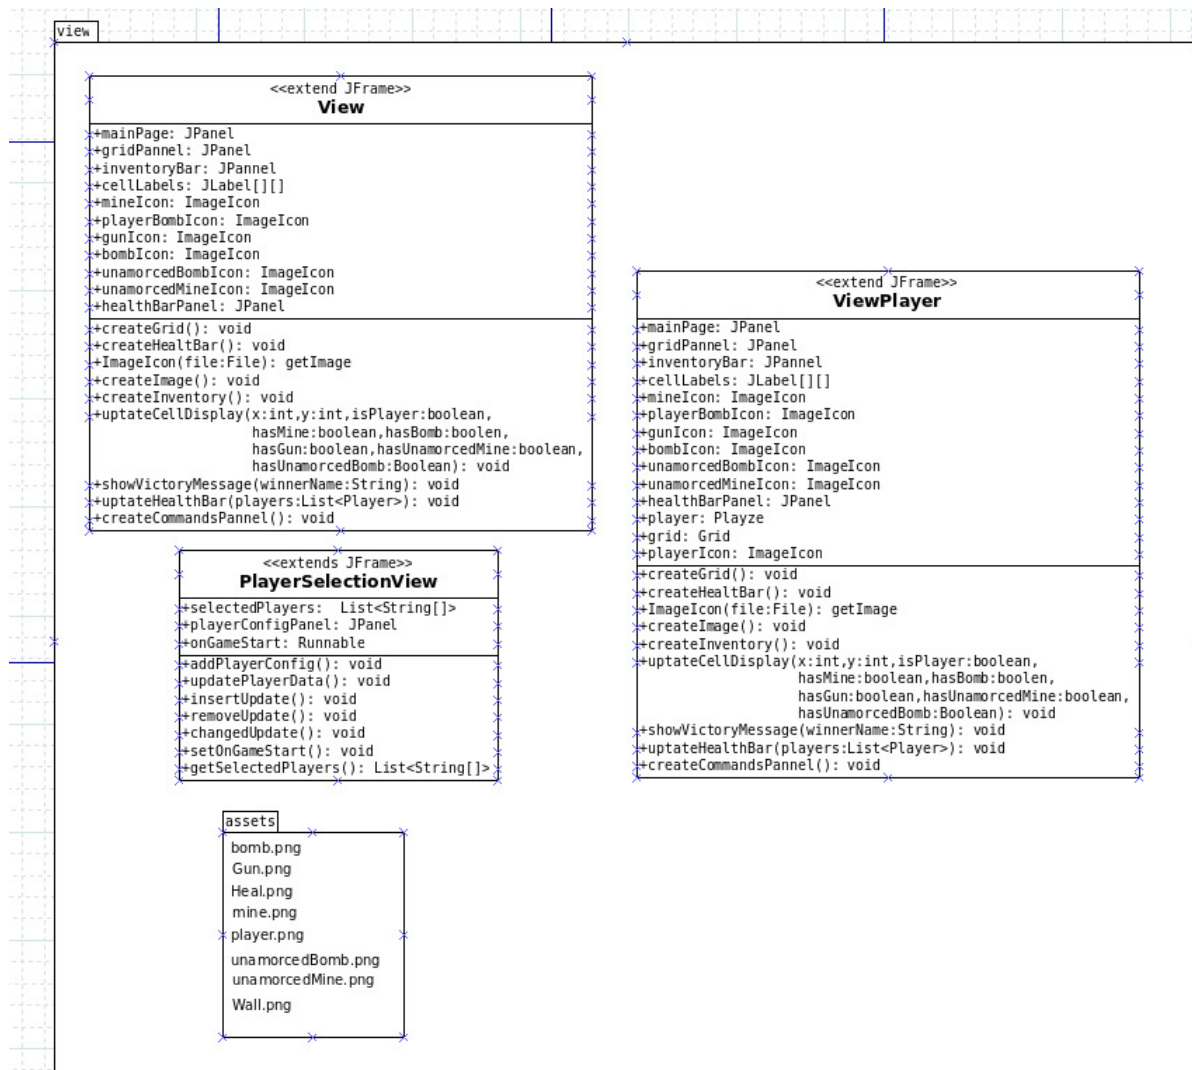 view
<<extend JFrame>>
View
+mainPage: JPanel
+gridPannel: JPanel
+inventoryBar: JPannel
+cellLabels: JLabel[][]
+mineIcon: ImageIcon
+playerBombIcon: ImageIcon
+gunIcon: ImageIcon
+bombIcon: ImageIcon
+unamorcedBombIcon: ImageIcon
+unamorcedMineIcon: ImageIcon
+healthBarPaneI: JPanel
+createGrid(): void
+createHealtBar(): void
+ImageIcon(file:File): getImage
+createImage(): void
+createInventory(): void
+uptateCellDisplay(x:int,y:int,isPlayer:boolean,
hasMine:boolean,hasBomb:boolen,
hasGun:boolean,hasUnamorcedMine:boolean,
hasUnamorcedBomb:Boolean): void
+showVictoryMessage(winnerName:String): void
+uptateHealthBar(players:List<Player>): void
+createCommandsPannel(): void
<<extends JFrame>>
PlayerSelectionView
+selectedPlayers:  List<String[]>
+playerConfigPanel: JPanel
+onGameStart: Runnable
+addPlayerConfig(): void
+updatePlayerData(): void
+insertUpdate(): void
+removeUpdate(): void
+changedUpdate(): void
+setOnGameStart(): void
+getSelectedPlayers(): List<String[]>
<<extend JFrame>>
ViewPlayer
+mainPage: JPanel
+gridPannel: JPanel
+inventoryBar: JPannel
+cellLabels: JLabel[][]
+mineIcon: ImageIcon
+playerBombIcon: ImageIcon
+gunIcon: ImageIcon
+bombIcon: ImageIcon
+unamorcedBombIcon: ImageIcon
+unamorcedMineIcon: ImageIcon
+healthBarPanel: JPanel
+player: Playze
+grid: Grid
+playerIcon: ImageIcon
+createGrid(): void
+createHealtBar(): void
+ImageIcon(file:File): getImage
+createImage(): void
+createInventory(): void
+uptateCellDisplay(x:int,y:int,isPlayer:boolean,
hasMine:boolean,hasBomb:boolen,
hasGun:boolean,hasUnamorcedMine:boolean,
hasUnamorcedBomb:Boolean): void
+showVictoryMessage(winnerName:String): void
+uptateHealthBar(players:List<Player>): void
+createCommandsPannel(): void
assets
bomb.png
Gun.png
Heal.png
mine.png
player.png
unamorcedBomb.png
unamorcedMine.png
Wall.png